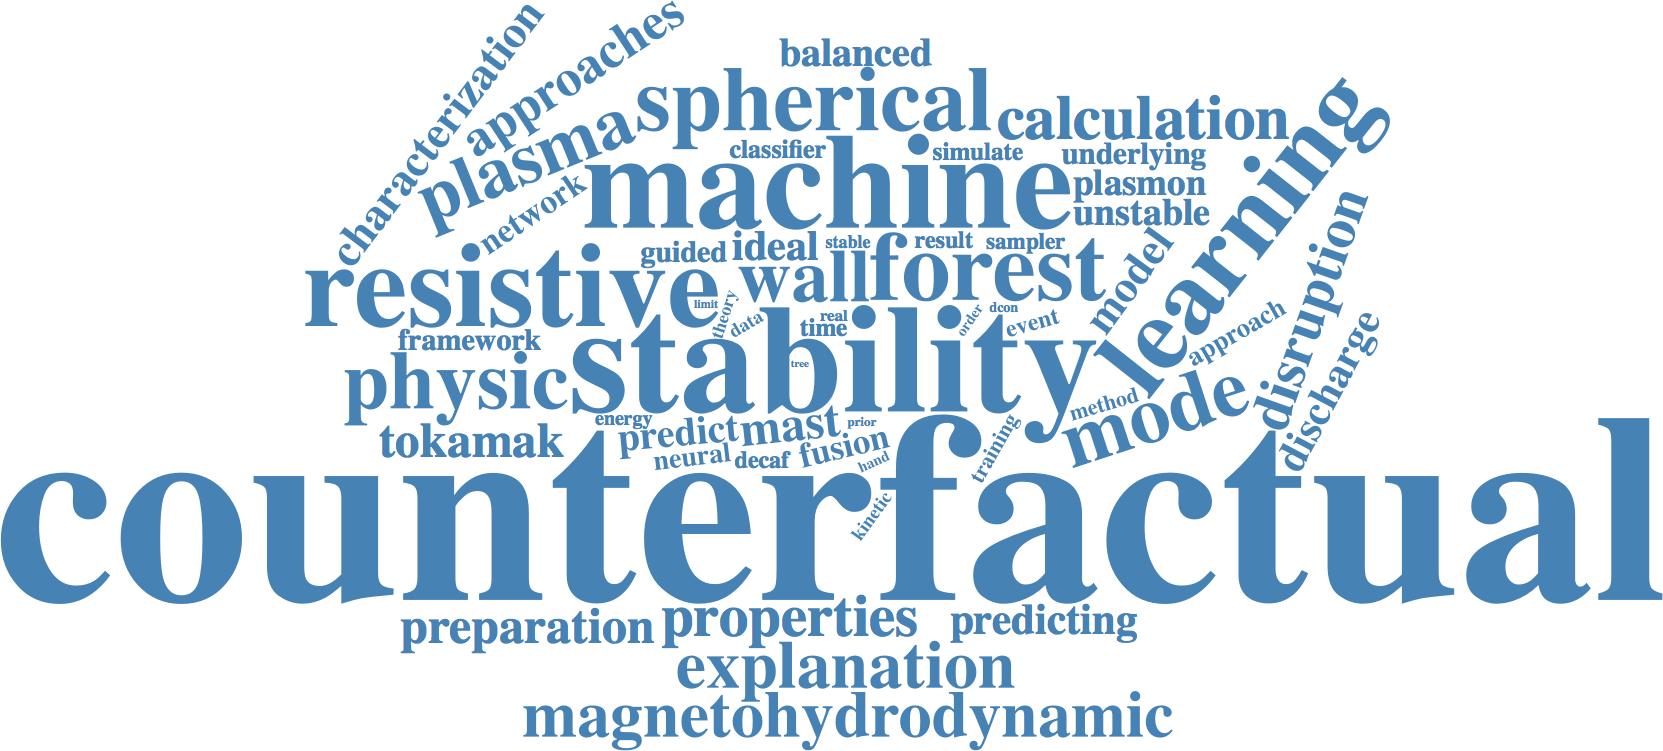 characterization
approaches
balanced
spherical
calculation
learning
plasma
classifier
simulate
underlying
machine
plasmon
network
unstable
guided
ideal
stable
result
sampler
resistive
wall
forest
model
disruption
limit
theory
data
real
time
order
dcon
event
approach
framework
stability
discharge
physic
tree
mode
method
energy
predict
mast
prior
tokamak
neural
decaf
fusion
hand
training
counterfactual
kinetic
preparation
properties
predicting
explanation
magnetohydrodynamic